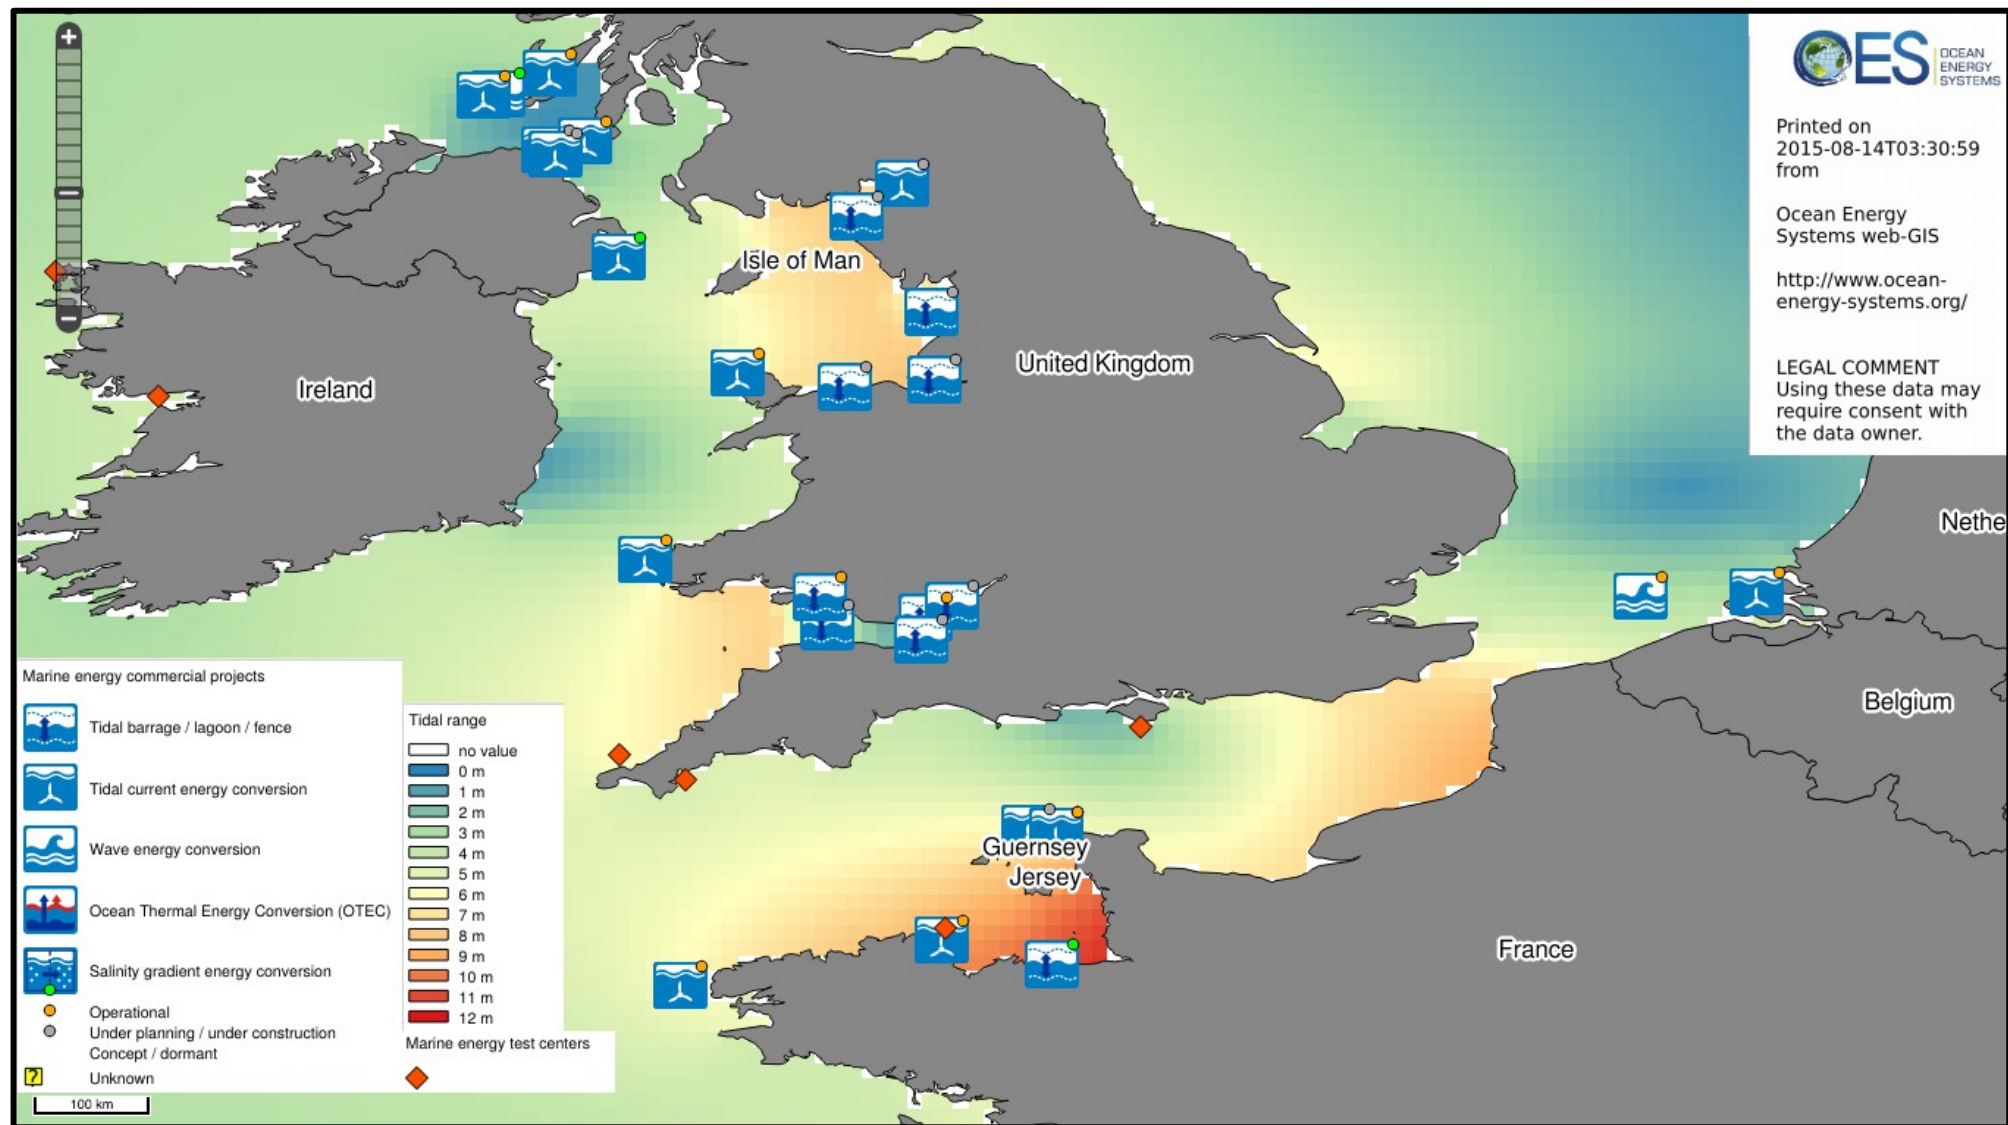 +
OES
OCEAN
ENERGY
SYSTEMS
Printed on
2015-08-14T03:30:59
from
Ocean Energy
Systems web-GIS
http://www.ocean-
energy-systems.org/
LEGAL COMMENT
Using these data may
require consent with
the data owner.
Isle of Man
United Kingdom
Ireland
Nethe
Belgium
Guernsey
Jersey
France
Marine energy commercial projects
Tidal barrage / lagoon / fence
Tidal current energy conversion
Wave energy conversion
Ocean Thermal Energy Conversion (OTEC)
Salinity gradient energy conversion
Operational
Under planning / under construction
Concept / dormant
? Unknown
100 km
Tidal range
no value
0 m
1 m
2 m
3 m
4 m
5 m
6 m
7 m
8 m
9 m
10 m
11 m
12 m
Marine energy test centers